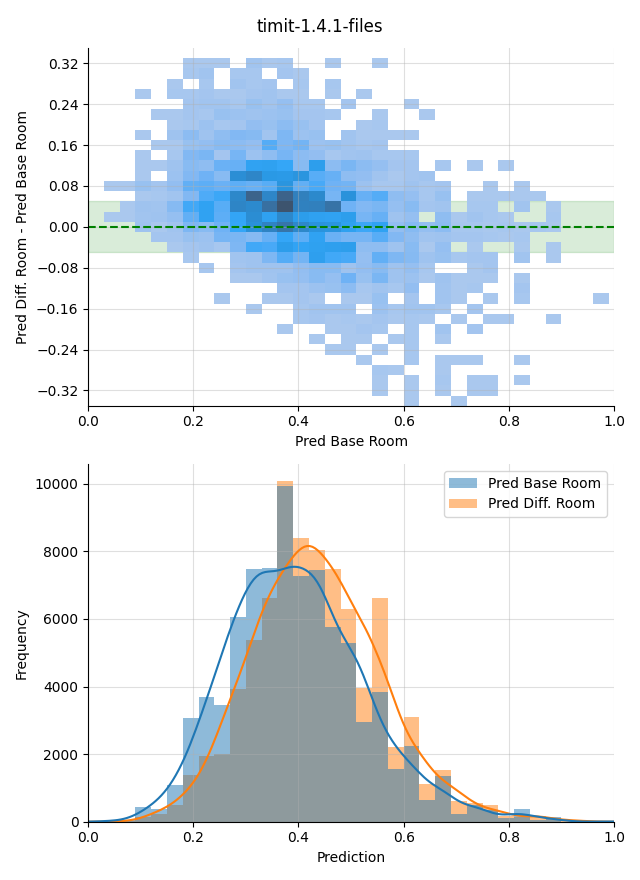 timit-1.4.1-files
0.32
0.24
0.16
0.08
0.00
−0.08
−0.16
−0.24
−0.32
Pred Diff. Room - Pred Base Room
0.0 0.2 0.4 0.6 0.8 1.0
Pred Base Room
10000
8000
6000
4000
2000
0
Frequency
Pred Base Room
Pred Diff. Room
0.0 0.2 0.4 0.6 0.8 1.0
Prediction